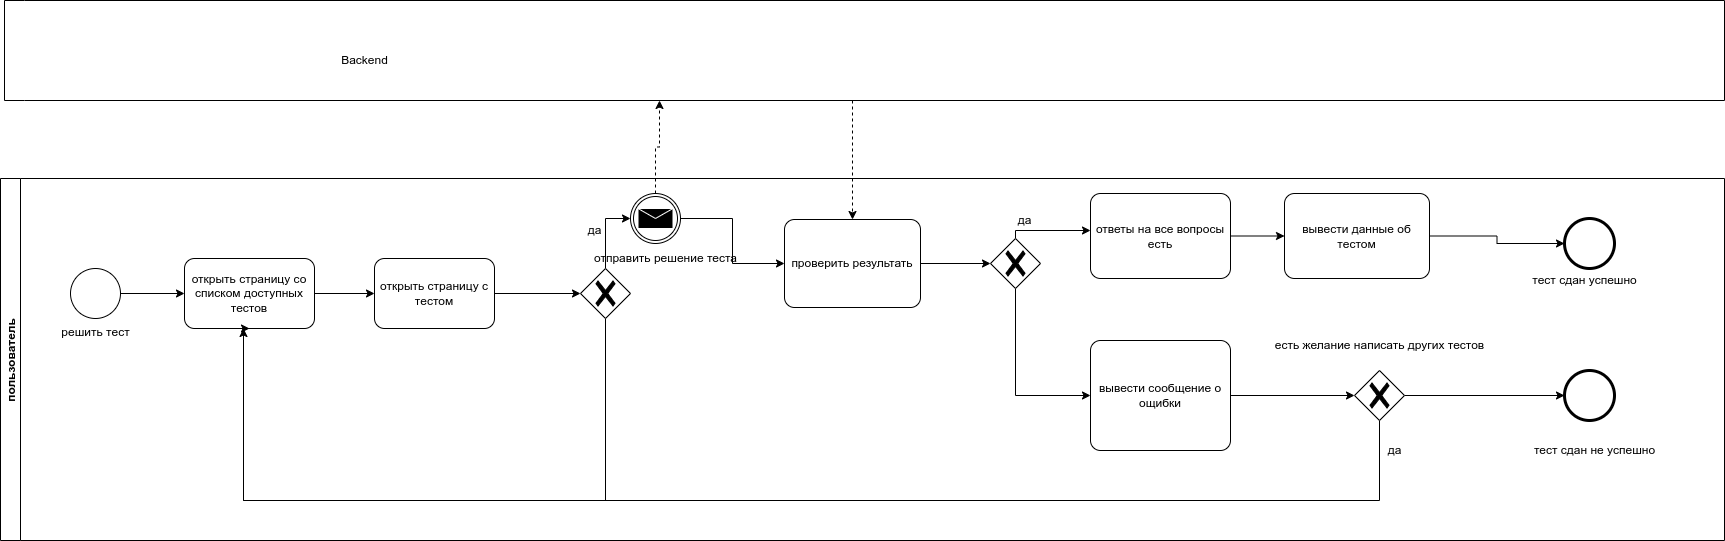 Backend
пользователь
решить тест
открыть страницу со
списком доступных
тестов
открыть страницу с
тестом
да
отправить решение теста
проверить результать
да
ответы на все вопросы
есть
вывести данные об
тестом
тест сдан успешно
вывести сообщение о
ощибки
есть желание написать других тестов
да
тест сдан не успешно